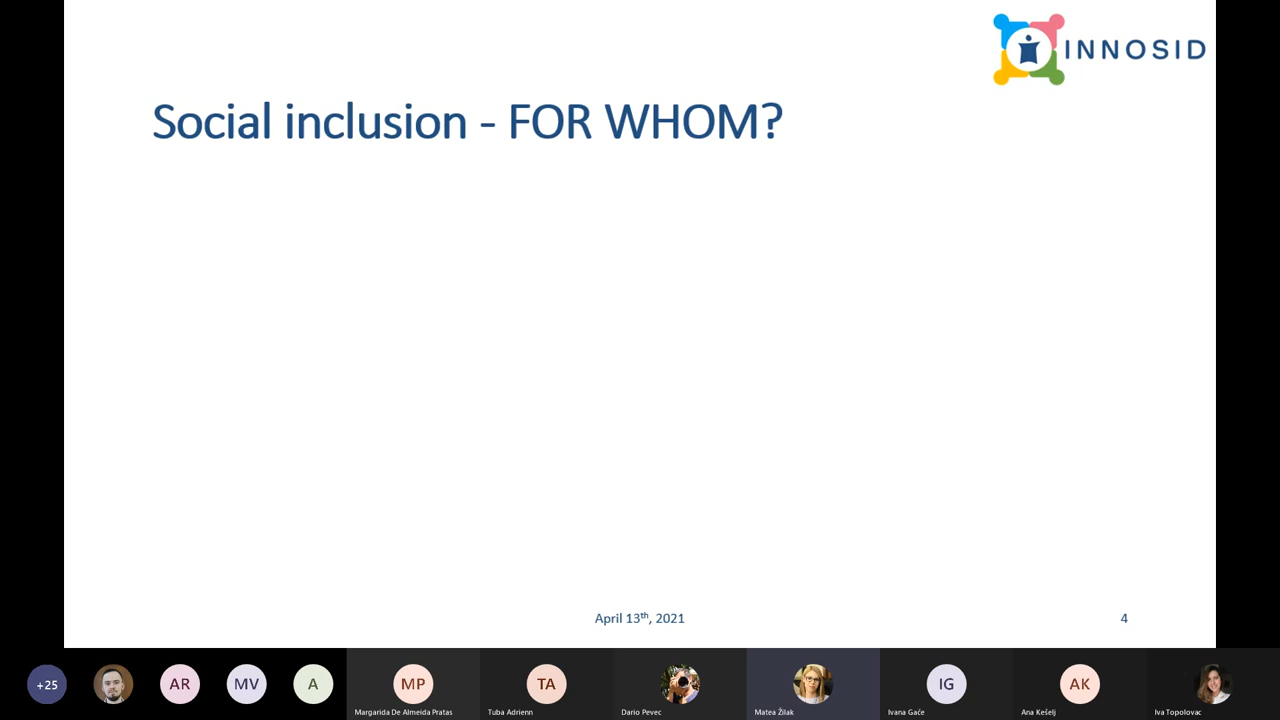 INNOSID
Social inclusion - FOR WHOM?
April 13th, 2021
4
+25
AR
MV
A
MP
TA
IG
AK
Margarida De Almeida Pratas
Tuba Adrienn
Dario Pevec
Matea Žilak
Ivana Gaće
Ana Kešelj
Iva Topolovac